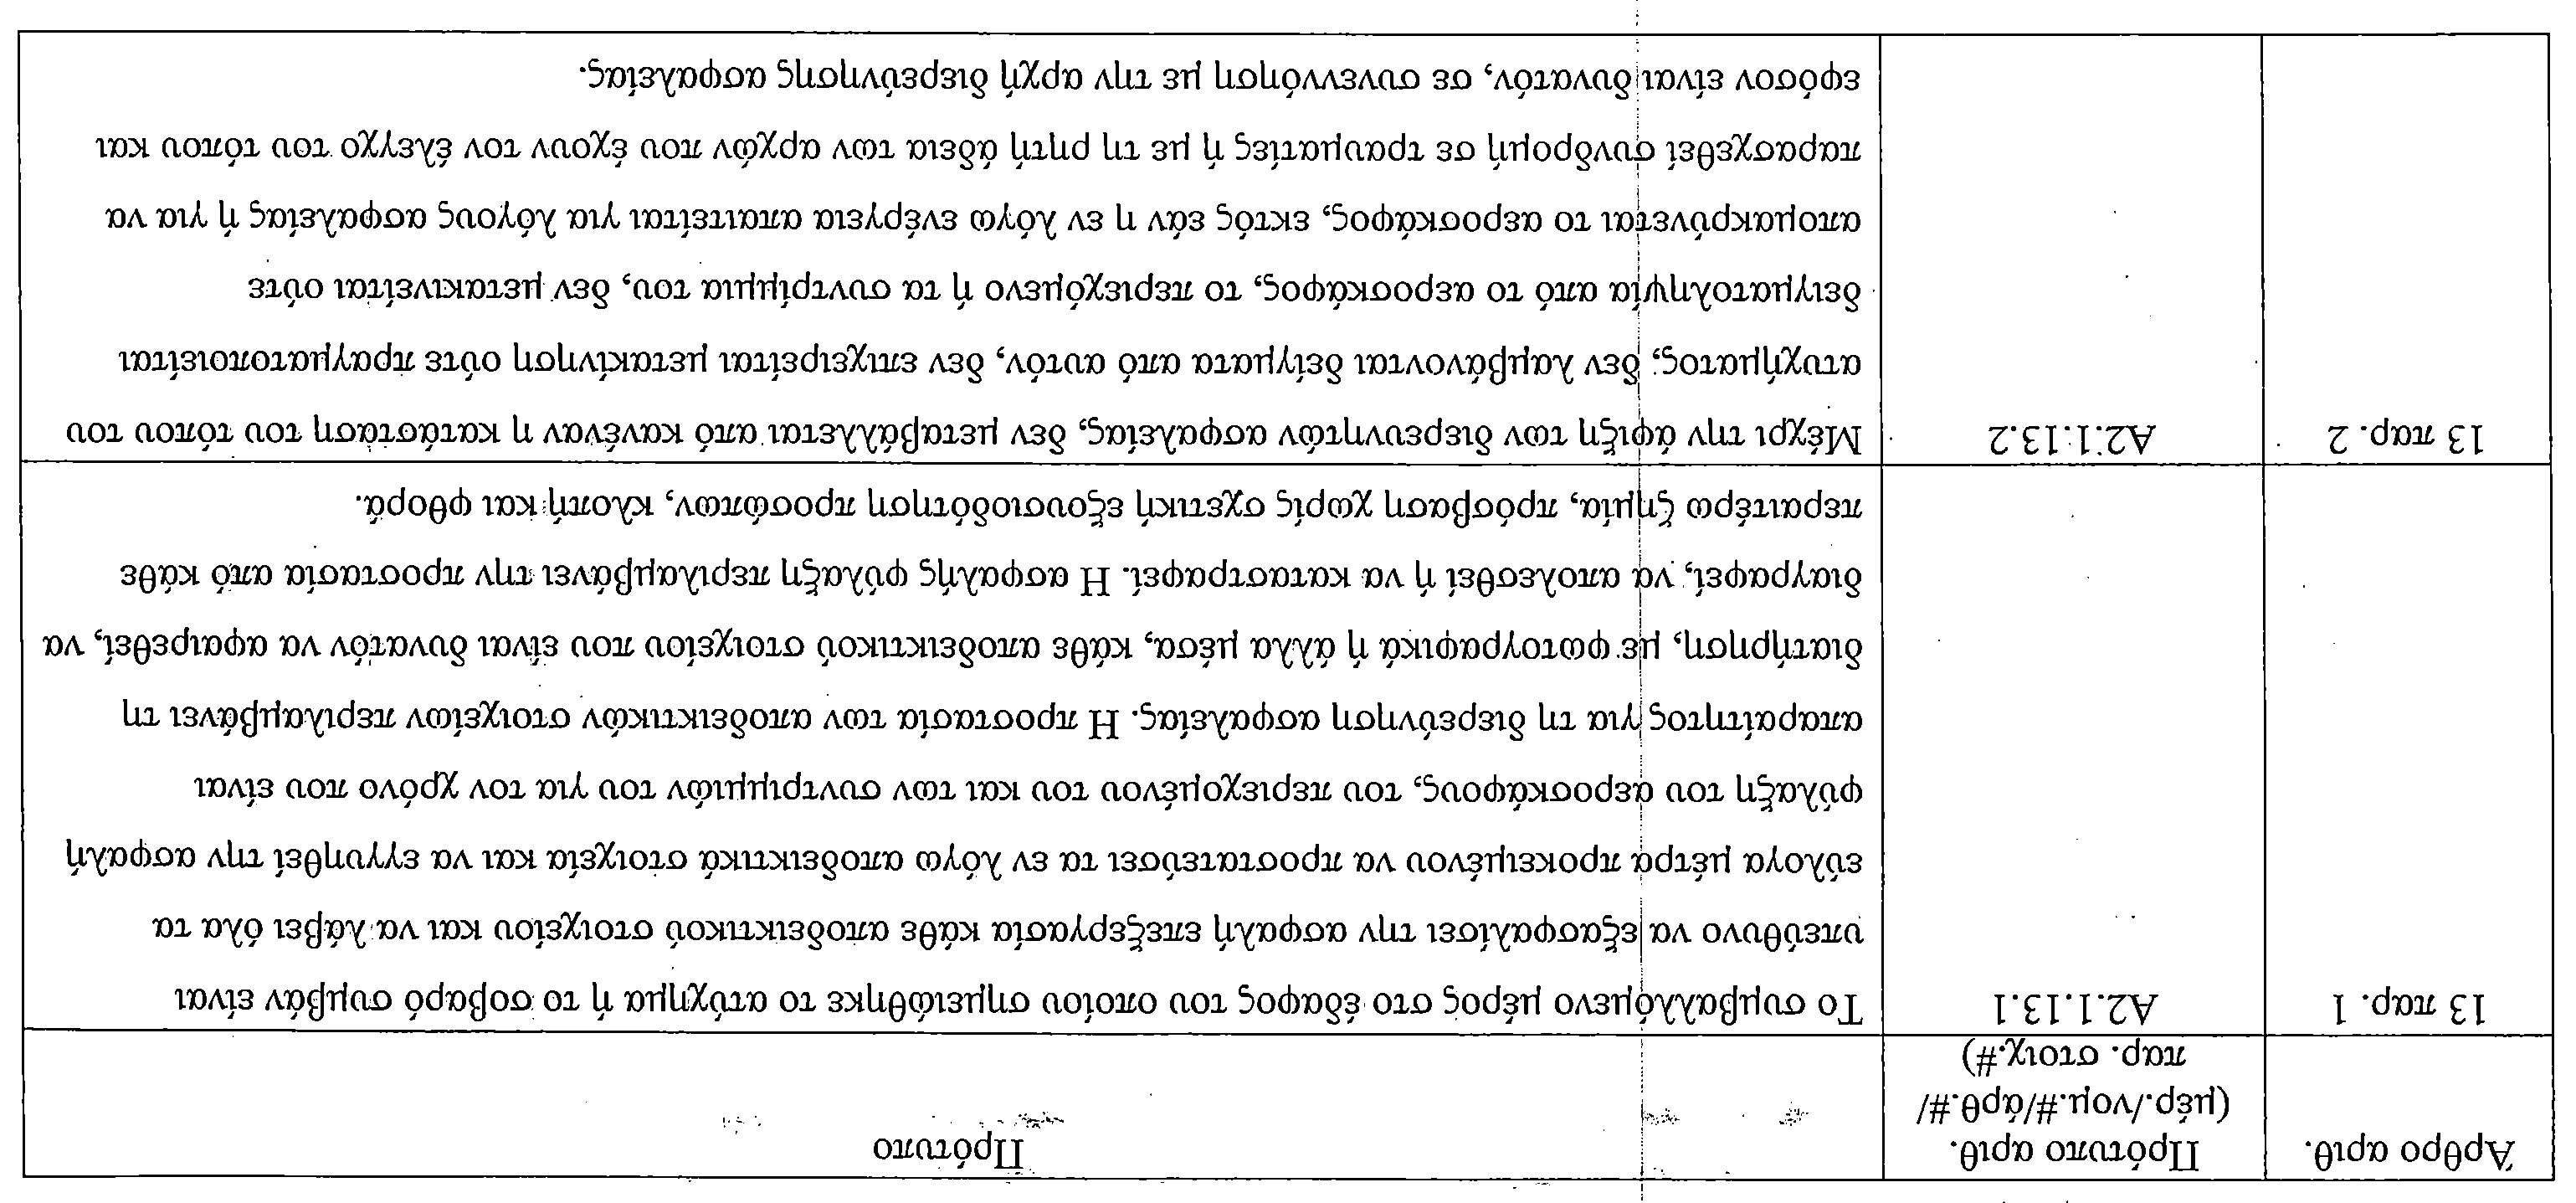 Άρθρο αριθ.
Πρότυπο αριθ.
(μέρ./νομ.#/άρθ.#/
παρ. στοιχ.#)
Πρότυπο
13 παρ. 1
Α2.1.13.1
Το συμβαλλόμενο μέρος στο έδαφος του οποίου σημειώθηκε το ατύχημα ή το σοβαρό συμβάν είναι
υπεύθυνο να εξασφαλίσει την ασφαλή επεξεργασία κάθε αποδεικτικού στοιχείου και να λάβει όλα τα
εύλογα μέτρα προκειμένου να προστατεύσει τα εν λόγω αποδεικτικά στοιχεία και να εγγυηθεί την ασφαλή
φύλαξη του αεροσκάφους, του περιεχομένου του και των συντριμμιών του για τον χρόνο που είναι
απαραίτητος για τη διερεύνηση ασφαλείας. Η προστασία των αποδεικτικών στοιχείων περιλαμβάνει τη
διατήρηση, με φωτογραφικά ή άλλα μέσα, κάθε αποδεικτικού στοιχείου που είναι δυνατόν να αφαιρεθεί, να
διαγραφεί, να απολεσθεί ή να καταστραφεί. Η ασφαλής φύλαξη περιλαμβάνει την προστασία από κάθε
περαιτέρω ζημία, πρόσβαση χωρίς σχετική εξουσιοδότηση προσώπων, κλοπή και φθορά.
13 παρ. 2
Α2.1.13.2
Μέχρι την άφιξη των διερευνητών ασφαλείας, δεν μεταβάλλεται από κανέναν η κατάσταση του τόπου του
ατυχήματος, δεν λαμβάνονται δείγματα από αυτόν, δεν επιχειρείται μετακίνηση ούτε πραγματοποιείται
δειγματοληψία από το αεροσκάφος, το περιεχόμενο ή τα συντρίμμια του, δεν μετακινείται ούτε
απομακρύνεται το αεροσκάφος, εκτός εάν η εν λόγω ενέργεια απαιτείται για λόγους ασφαλείας ή για να
παρασχεθεί συνδρομή σε τραυματίες ή με τη ρητή άδεια των αρχών που έχουν τον έλεγχο του τόπου και
εφόσον είναι δυνατόν, σε συνεννόηση με την αρχή διερεύνησης ασφαλείας.